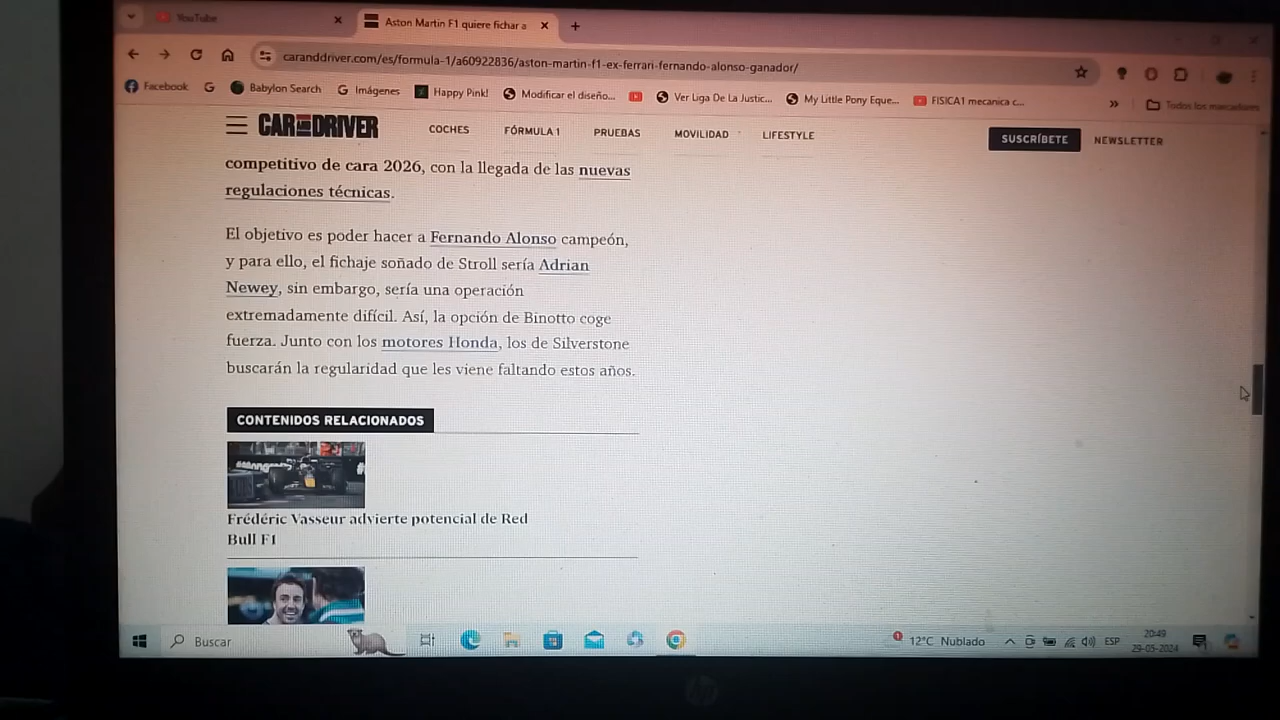 YouTube
Aston Martin F1 quiere fichar a
caranddriver.com/es/formula-1/a60922836/aston-martin-f1-ex-ferrari-fernando-alonso-ganador/
Facebook
Babylon Search
Imágenes
Happy Pink!
Modificar el diseño...
Ver Liga De La Justic...
My Little Pony Eque...
FISICA1 mecanica c...
» Todos los marcadores
CAR AND DRIVER
COCHES
FÓRMULA 1
PRUEBAS
MOVILIDAD
LIFESTYLE
SUSCRÍBETE
NEWSLETTER
competitivo de cara 2026, con la llegada de las nuevas
regulaciones técnicas.
El objetivo es poder hacer a Fernando Alonso campeón,
y para ello, el fichaje soñado de Stroll sería Adrian
Newey, sin embargo, sería una operación
extremadamente difícil. Así, la opción de Binotto coge
fuerza. Junto con los motores Honda, los de Silverstone
buscarán la regularidad que les viene faltando estos años.
CONTENIDOS RELACIONADOS
Frédéric Vasseur advierte potencial de Red
Bull F1
Buscar
12°C Nublado
ESP
20:49
29-05-2024
hp